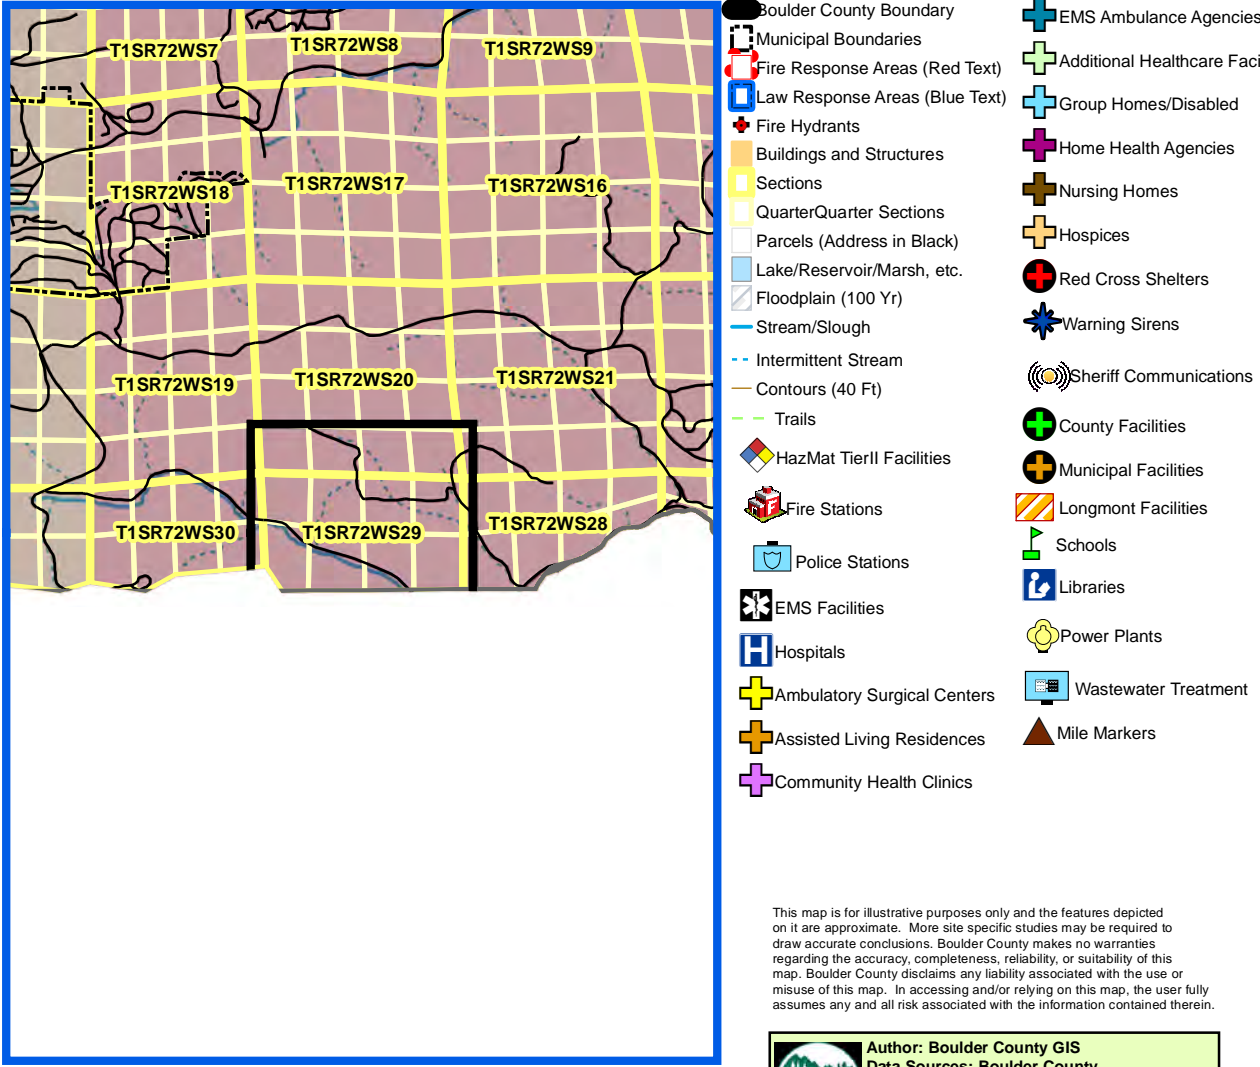 T1SR72WS7
T1SR72WS8
T1SR72WS9
T1SR72WS18
T1SR72WS17
T1SR72WS16
T1SR72WS19
T1SR72WS20
T1SR72WS21
T1SR72WS30
T1SR72WS29
T1SR72WS28
Boulder County Boundary
Municipal Boundaries
Fire Response Areas (Red Text)
Law Response Areas (Blue Text)
Fire Hydrants
Buildings and Structures
Sections
QuarterQuarter Sections
Parcels (Address in Black)
Lake/Reservoir/Marsh, etc.
Floodplain (100 Yr)
Stream/Slough
Intermittent Stream
Contours (40 Ft)
Trails
HazMat TierII Facilities
Fire Stations
Police Stations
EMS Facilities
Hospitals
Ambulatory Surgical Centers
Assisted Living Residences
Community Health Clinics
EMS Ambulance Agencies
Additional Healthcare Faci
Group Homes/Disabled
Home Health Agencies
Nursing Homes
Hospices
Red Cross Shelters
Warning Sirens
Sheriff Communications
County Facilities
Municipal Facilities
Longmont Facilities
Schools
Libraries
Power Plants
Wastewater Treatment
Mile Markers
This map is for illustrative purposes only and the features depicted
on it are approximate. More site specific studies may be required to
draw accurate conclusions. Boulder County makes no warranties
regarding the accuracy, completeness, reliability, or suitability of this
map. Boulder County disclaims any liability associated with the use or
misuse of this map. In accessing and/or relying on this map, the user fully
assumes any and all risk associated with the information contained therein.
Author: Boulder County GIS
Data Sources: Boulder County